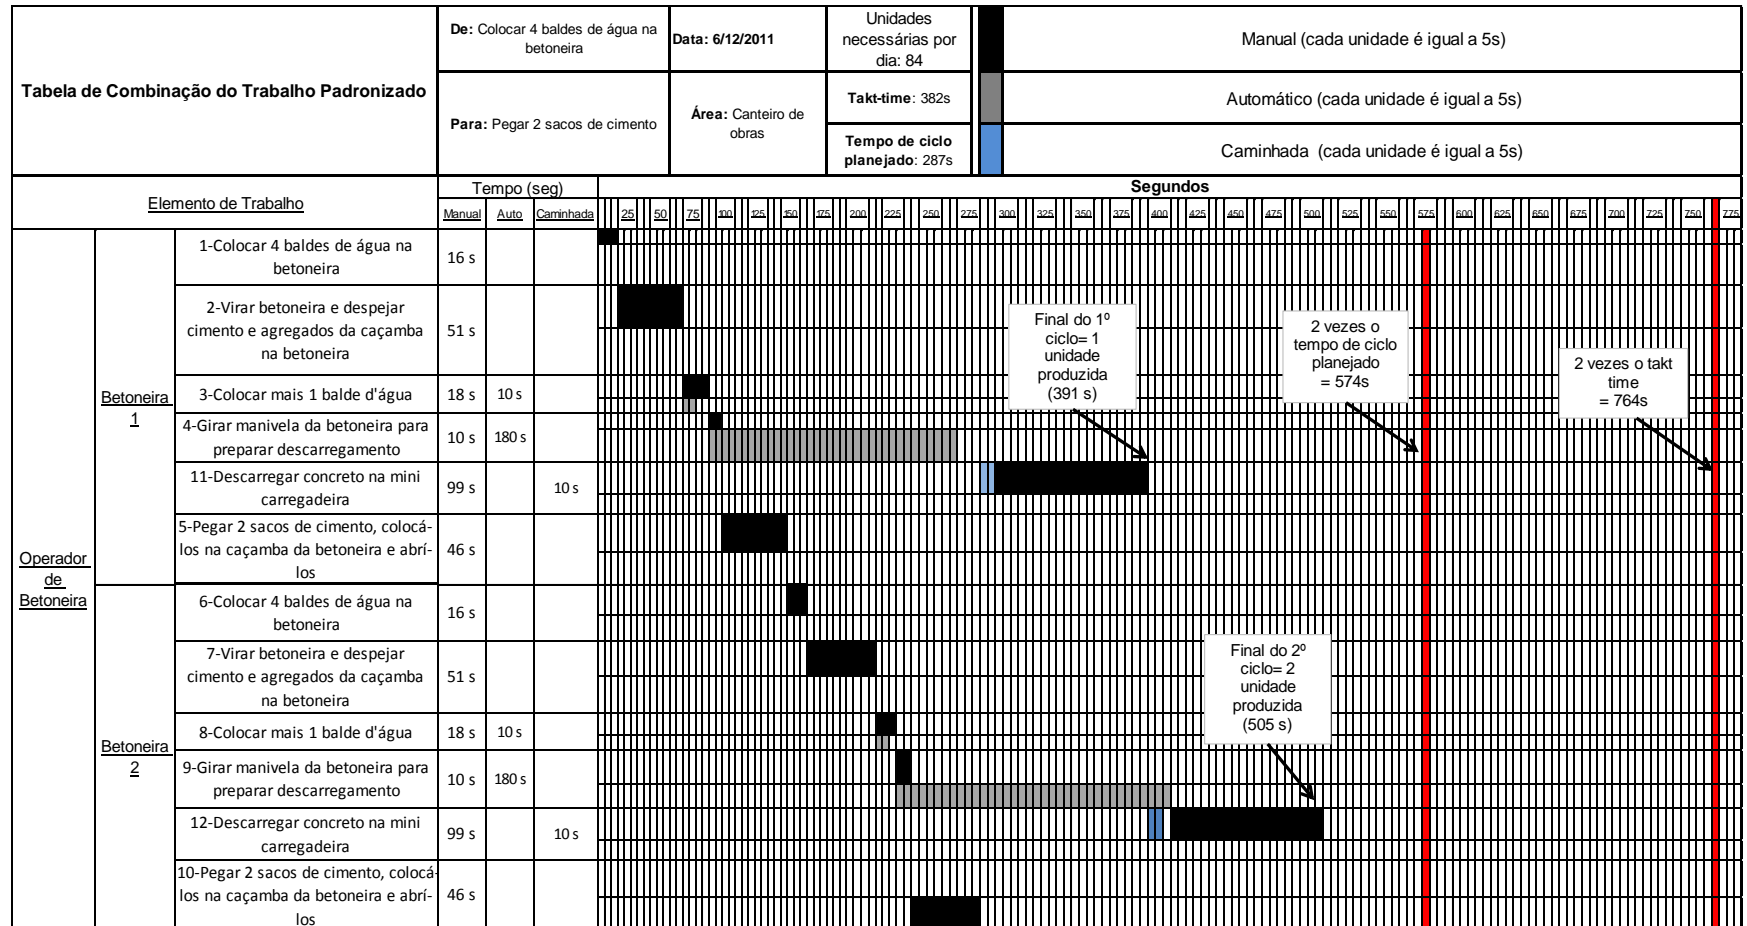 Tabela de Combinação do Trabalho Padronizado
De: Colocar 4 baldes de água na
betoneira
Para: Pegar 2 sacos de cimento
Data: 6/12/2011
Área: Canteiro de
obras
Unidades
necessárias por
dia: 84
Takt-time: 382s
Tempo de ciclo
planejado: 287s
Manual (cada unidade é igual a 5s)
Automático (cada unidade é igual a 5s)
Caminhada (cada unidade é igual a 5s)
Elemento de Trabalho
Tempo (seg)
Manual Auto Caminhada
Segundos
25 50 75 100 125 150 175 200 225 250 275 300 325 350 375 400 425 450 475 500 525 550 575 600 625 650 675 700 725 750 775
Operador
de
Betoneira
Betoneira
1
1-Colocar 4 baldes de água na
betoneira
16 s
2-Virar betoneira e despejar
cimento e agregados da caçamba
na betoneira
51 s
3-Colocar mais 1 balde d'água
18 s 10 s
4-Girar manivela da betoneira para
preparar descarregamento
10 s 180 s
11-Descarregar concreto na mini
carregadeira
99 s 10 s
5-Pegar 2 sacos de cimento, colocá-
los na caçamba da betoneira e abrí-
los
46 s
Betoneira
2
6-Colocar 4 baldes de água na
betoneira
16 s
7-Virar betoneira e despejar
cimento e agregados da caçamba
na betoneira
51 s
8-Colocar mais 1 balde d'água
18 s 10 s
9-Girar manivela da betoneira para
preparar descarregamento
10 s 180 s
12-Descarregar concreto na mini
carregadeira
99 s 10 s
10-Pegar 2 sacos de cimento, colocá-
los na caçamba da betoneira e abrí-
los
46 s
Final do 1º
ciclo= 1
unidade
produzida
(391 s)
2 vezes o
tempo de ciclo
planejado
= 574s
2 vezes o takt
time
= 764s
Final do 2º
ciclo= 2
unidade
produzida
(505 s)